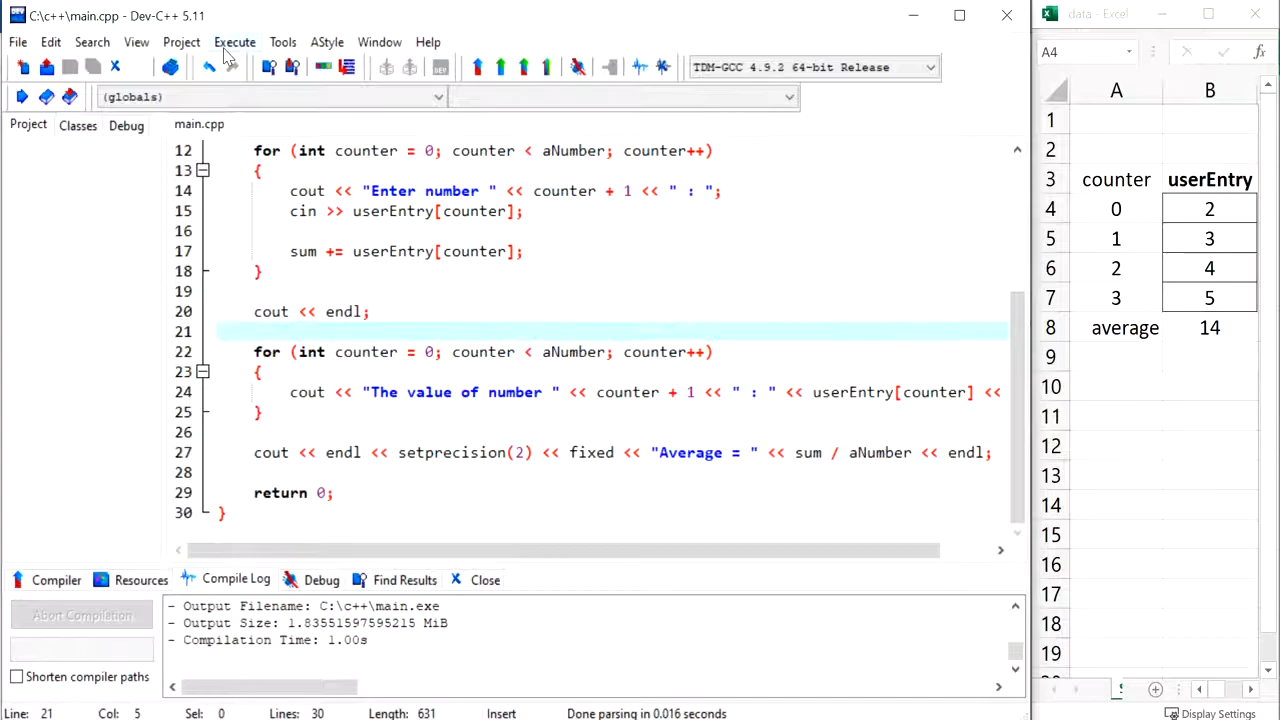 C:\c++\main.cpp - Dev-C++ 5.11
File Edit Search View Project Execute Tools AStyle Window Help
TDM-GCC 4.9.2 64-bit Release
(globals)
Project Classes Debug
main.cpp
12 for (int counter = 0; counter < aNumber; counter++)
13 {
14 cout << "Enter number " << counter + 1 << " : ";
15 cin >> userEntry[counter];
16
17 sum += userEntry[counter];
18 }
19
20 cout << endl;
21
22 for (int counter = 0; counter < aNumber; counter++)
23 {
24 cout << "The value of number " << counter + 1 << " : " << userEntry[counter] <<
25 }
26
27 cout << endl << setprecision(2) << fixed << "Average = " << sum / aNumber << endl;
28
29 return 0;
30 }
Compiler Resources Compile Log Debug Find Results Close
Abort Compilation
Shorten compiler paths
- Output Filename: C:\c++\main.exe
- Output Size: 1.83551597595215 MiB
- Compilation Time: 1.00s
Line: 21 Col: 5 Sel: 0 Lines: 30 Length: 631 Insert Done parsing in 0.016 seconds
data - Excel
A4 fx
A B
1
2
3 counter userEntry
4 0 2
5 1 3
6 2 4
7 3 5
8 average 14
9
10
11
12
13
14
15
16
17
18
19
Display Settings